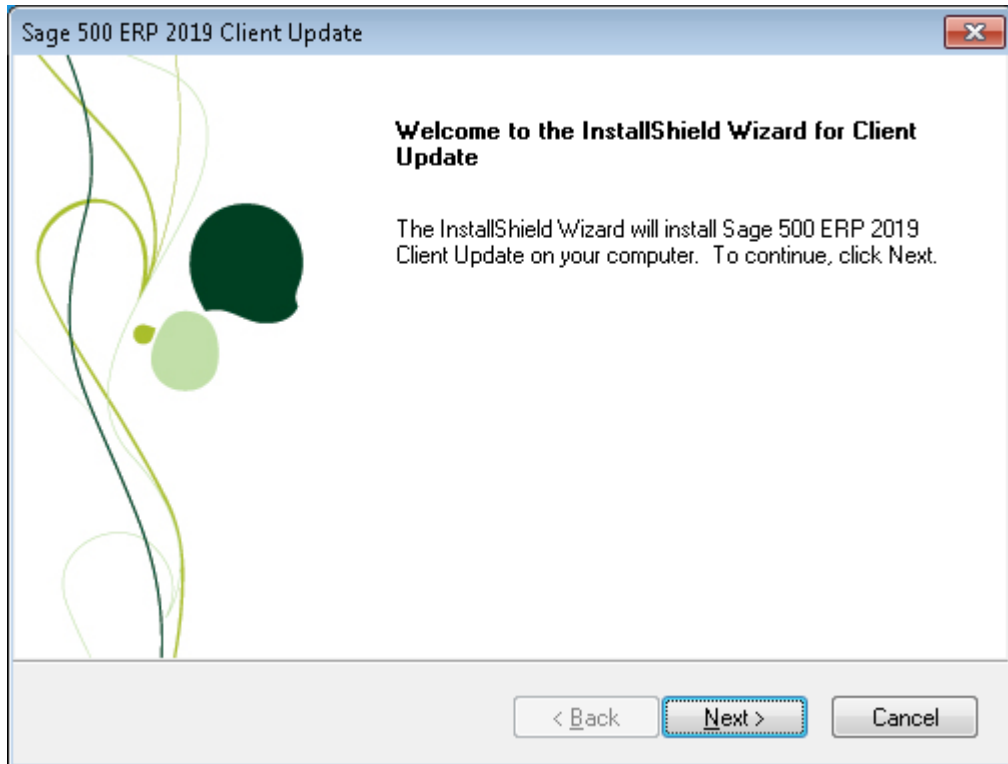 Sage 500 ERP 2019 Client Update
Welcome to the InstallShield Wizard for Client
Update
The InstallShield Wizard will install Sage 500 ERP 2019
Client Update on your computer.  To continue, click Next.
< Back
Next >
Cancel